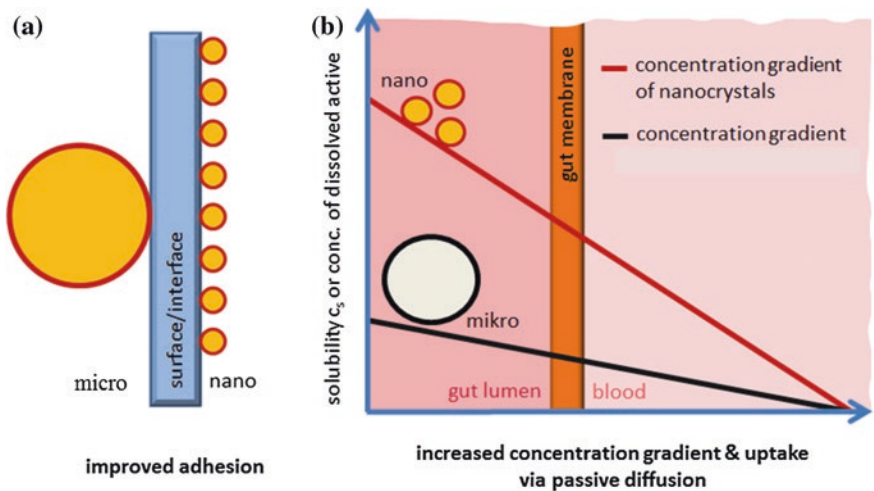 (a)
surface/interface
micro
nano
improved adhesion
(b)
solubility cs or conc. of dissolved active
nano
gut membrane
concentration gradient
of nanocrystals
concentration gradient
mikro
gut lumen
blood
increased concentration gradient & uptake
via passive diffusion